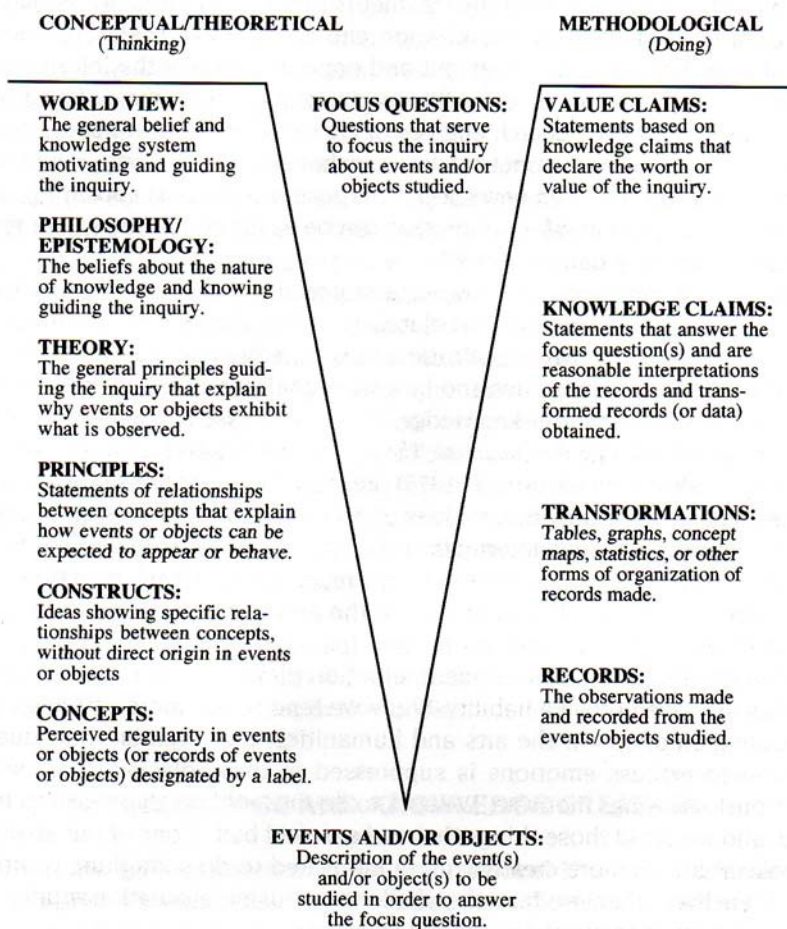 CONCEPTUAL/THEORETICAL
(Thinking)
METHODOLOGICAL
(Doing)
WORLD VIEW:
The general belief and
knowledge system
motivating and guiding
the inquiry.
PHILOSOPHY/
EPISTEMOLOGY:
The beliefs about the nature
of knowledge and knowing
guiding the inquiry.
THEORY:
The general principles guid-
ing the inquiry that explain
why events or objects exhibit
what is observed.
PRINCIPLES:
Statements of relationships
between concepts that explain
how events or objects can be
expected to appear or behave.
CONSTRUCTS:
Ideas showing specific rela-
tionships between concepts,
without direct origin in events
or objects
CONCEPTS:
Perceived regularity in events
or objects (or records of events
or objects) designated by a label.
FOCUS QUESTIONS:
Questions that serve
to focus the inquiry
about events and/or
objects studied.
VALUE CLAIMS:
Statements based on
knowledge claims that
declare the worth or
value of the inquiry.
KNOWLEDGE CLAIMS:
Statements that answer the
focus question(s) and are
reasonable interpretations
of the records and trans-
formed records (or data)
obtained.
TRANSFORMATIONS:
Tables, graphs, concept
maps, statistics, or other
forms of organization of
records made.
RECORDS:
The observations made
and recorded from the
events/objects studied.
EVENTS AND/OR OBJECTS:
Description of the event(s)
and/or object(s) to be
studied in order to answer
the focus question.